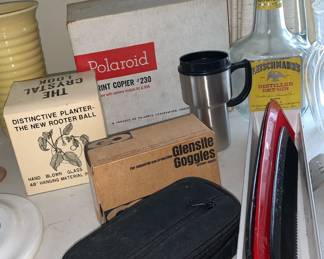 THE
CRYSTAL
LOOK
DISTINCTIVE PLANTER-
THE NEW ROOTER BALL
HAND BLOWN GLASS
48" HANGING MATERIAL
Polaroid
PRINT COPIER #230
Glensite
Goggles
FLEISCHMANN'S
DISTILLED
DRY GIN